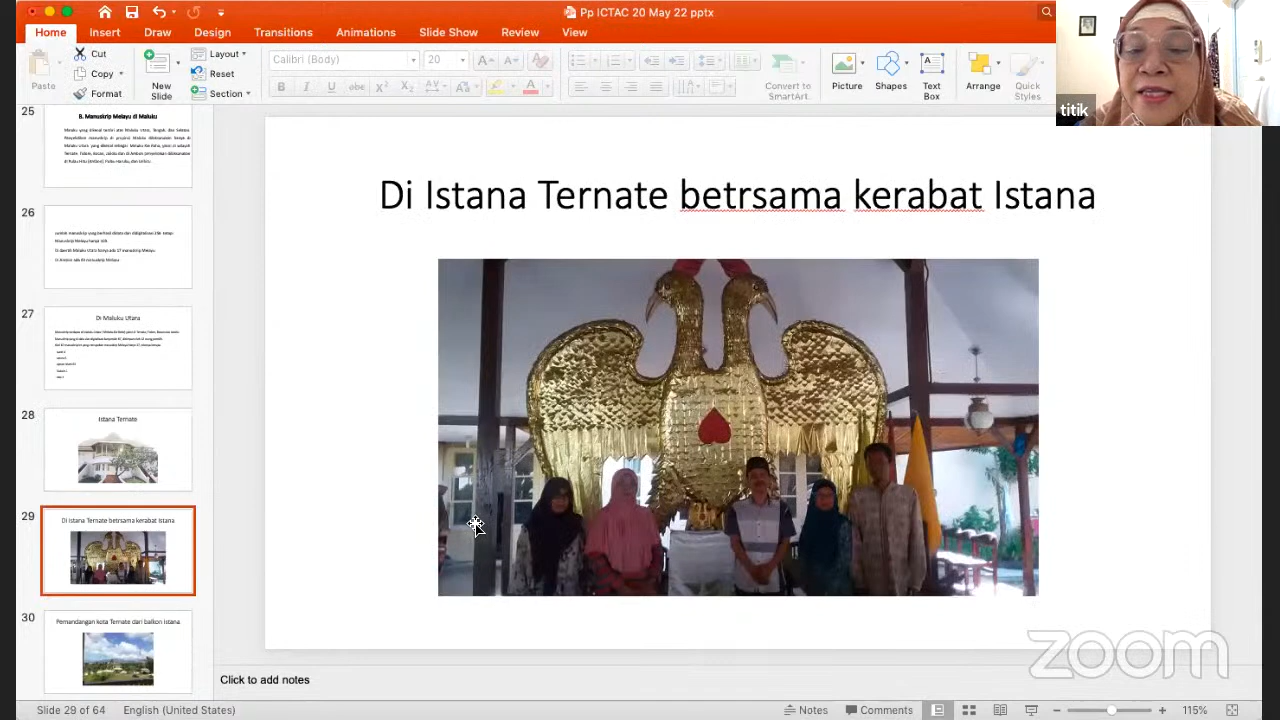 Pp ICTAC 20 May 22 pptx
Home Insert Draw Design Transitions Animations Slide Show Review View
Paste
Cut
Copy
Format
New Slide
Layout
Reset
Section
Calibri (Body) 20
Convert to SmartArt
Picture
Shapes
Text Box
Arrange
Quick Styles
titik
25
B. Manuskrip Melayu di Maluku
26
27
Di Maluku Utara
28
Istana Ternate
29
Di Istana Ternate betrsama kerabat Istana
30
Pemandangan kota Ternate dari balkon Istana
Di Istana Ternate betrsama kerabat Istana
zoom
Click to add notes
Slide 29 of 64 English (United States) Notes Comments 115%